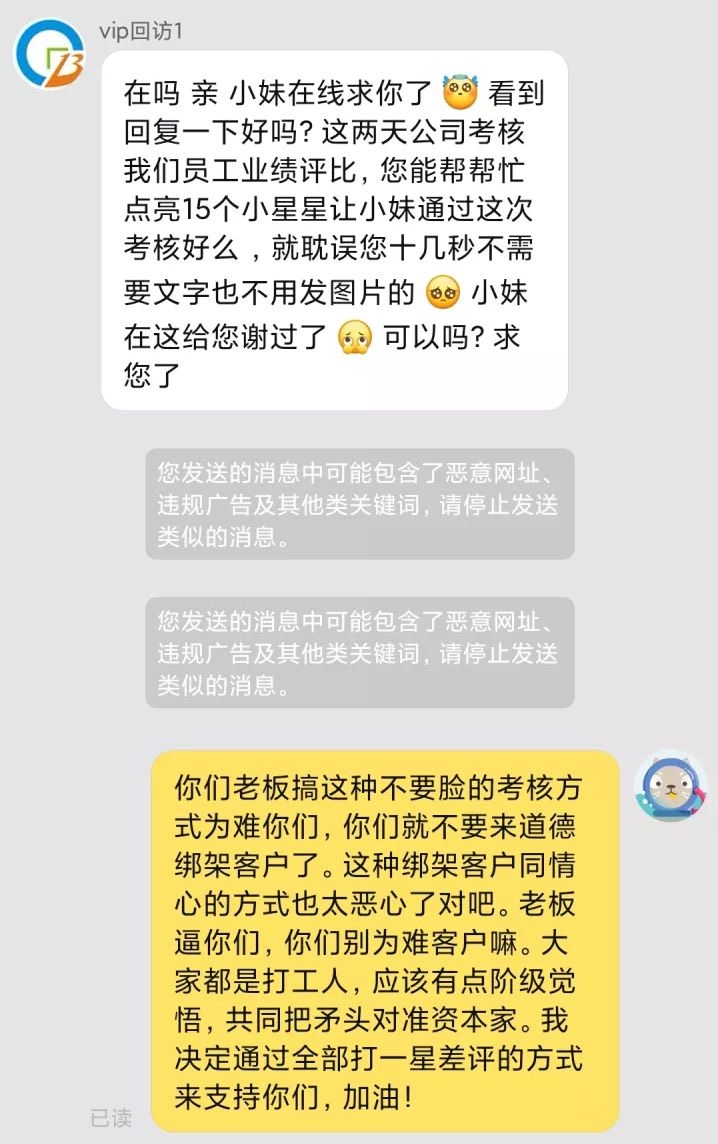 vip回访1
在吗 亲 小妹在线求你了 🥹 看到
回复一下好吗? 这两天公司考核
我们员工业绩评比, 您能帮帮忙
点亮15个小星星让小妹通过这次
考核好么 , 就耽误您十几秒不需
要文字也不用发图片的 🥺 小妹
在这给您谢过了 🫣 可以吗? 求
您了
您发送的消息中可能包含了恶意网址、
违规广告及其他类关键词, 请停止发送
类似的消息。
您发送的消息中可能包含了恶意网址、
违规广告及其他类关键词, 请停止发送
类似的消息。
你们老板搞这种不要脸的考核方
式为难你们, 你们就不要来道德
绑架客户了。这种绑架客户同情
心的方式也太恶心了对吧。老板
逼你们, 你们别为难客户嘛。大
家都是打工人, 应该有点阶级觉
悟, 共同把矛头对准资本家。我
决定通过全部打一星差评的方式
来支持你们, 加油!
已读